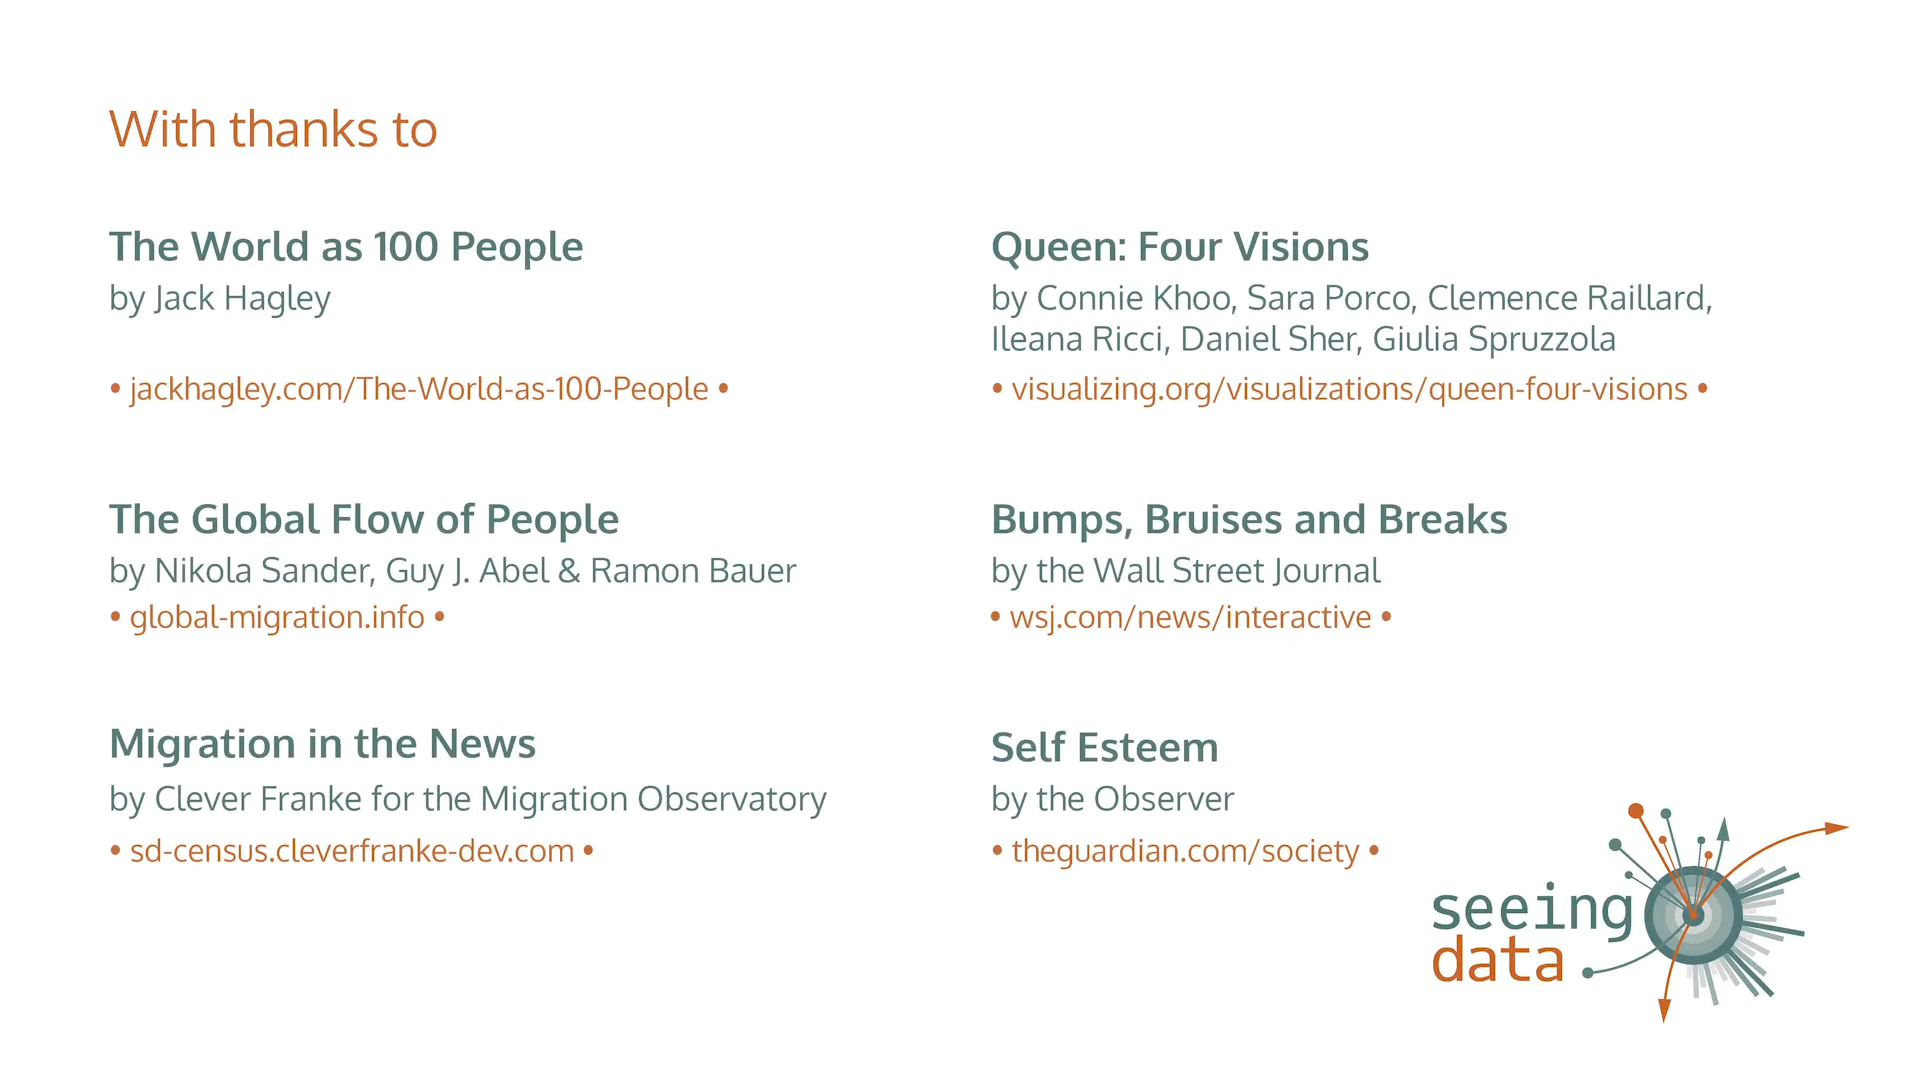 With thanks to
The World as 100 People
by Jack Hagley
• jackhagley.com/The-World-as-100-People •
The Global Flow of People
by Nikola Sander, Guy J. Abel & Ramon Bauer
• global-migration.info •
Migration in the News
by Clever Franke for the Migration Observatory
• sd-census.cleverfranke-dev.com •
Queen: Four Visions
by Connie Khoo, Sara Porco, Clemence Raillard,
Ileana Ricci, Daniel Sher, Giulia Spruzzola
• visualizing.org/visualizations/queen-four-visions •
Bumps, Bruises and Breaks
by the Wall Street Journal
• wsj.com/news/interactive •
Self Esteem
by the Observer
• theguardian.com/society •
seeing
data